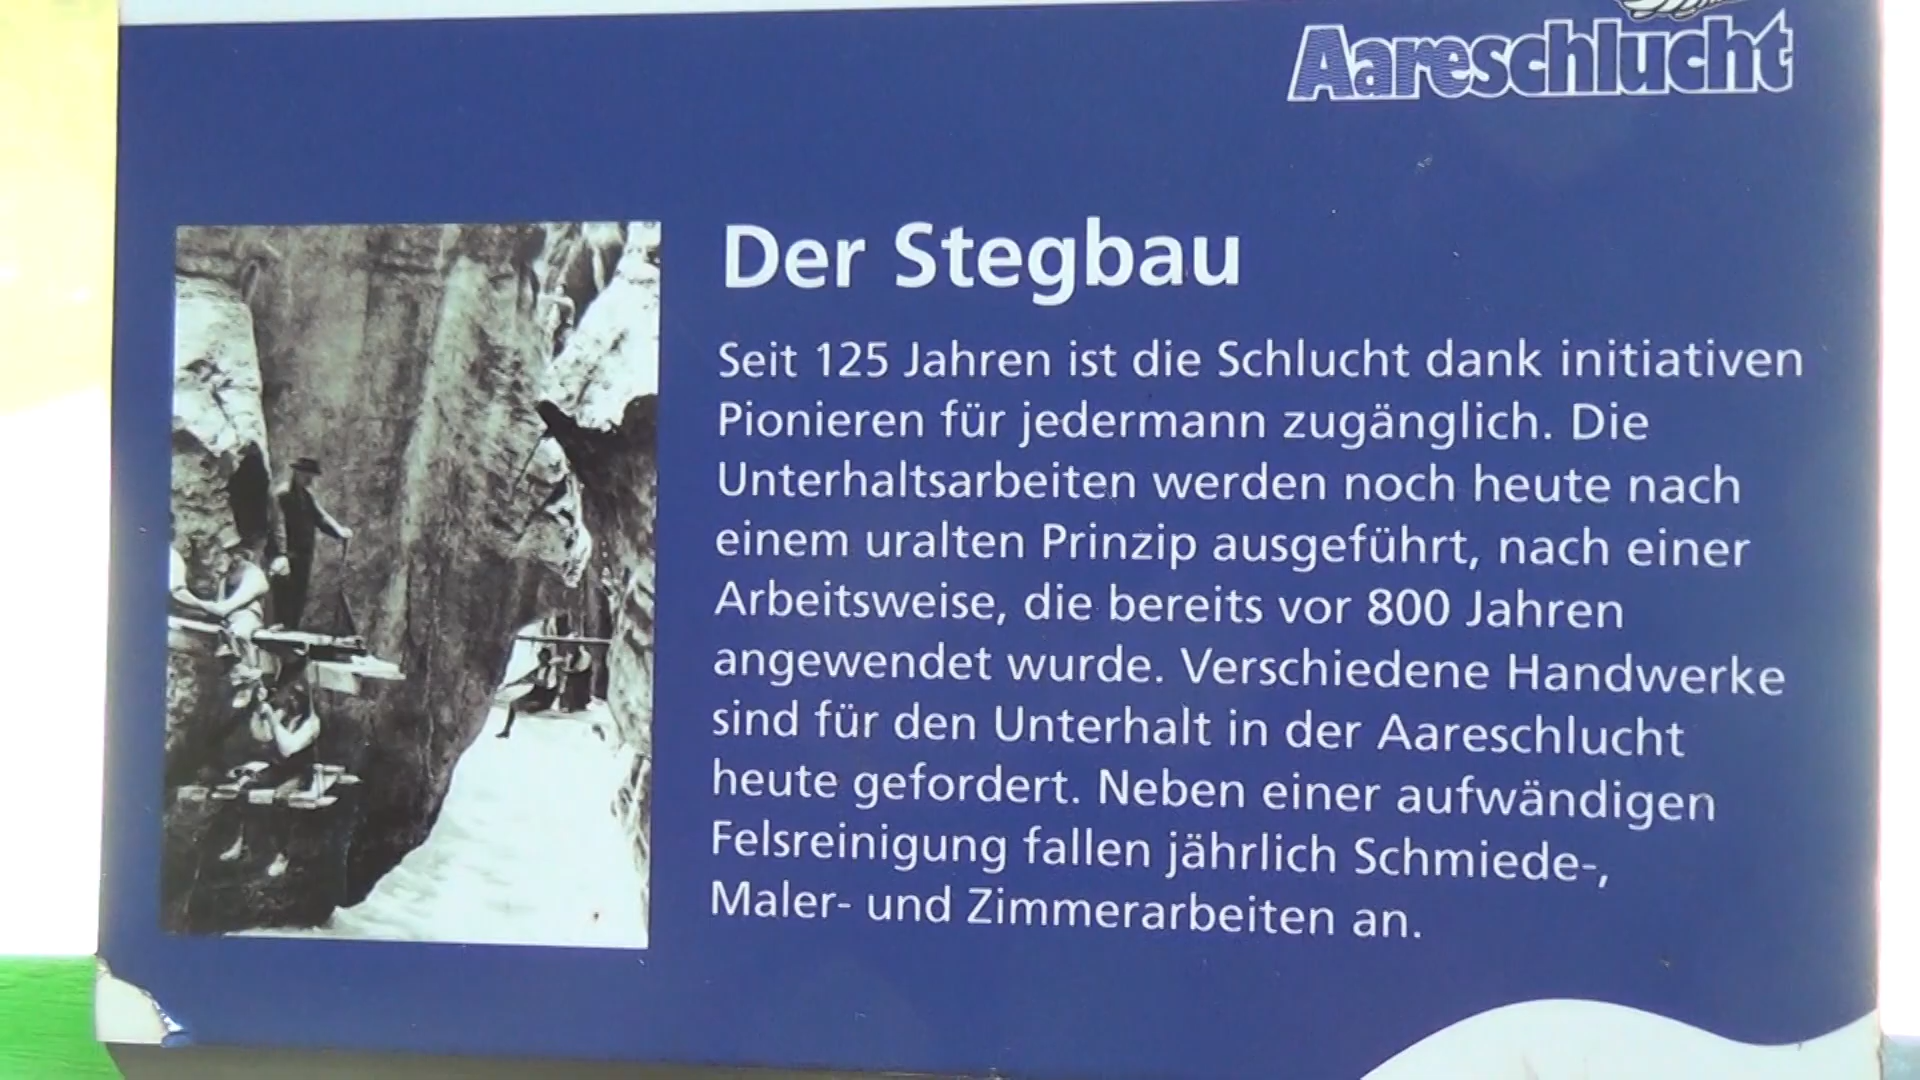 Aareschlucht
Der Stegbau
Seit 125 Jahren ist die Schlucht dank initiativen
Pionieren für jedermann zugänglich. Die
Unterhaltsarbeiten werden noch heute nach
einem uralten Prinzip ausgeführt, nach einer
Arbeitsweise, die bereits vor 800 Jahren
angewendet wurde. Verschiedene Handwerke
sind für den Unterhalt in der Aareschlucht
heute gefordert. Neben einer aufwändigen
Felsreinigung fallen jährlich Schmiede-,
Maler- und Zimmerarbeiten an.